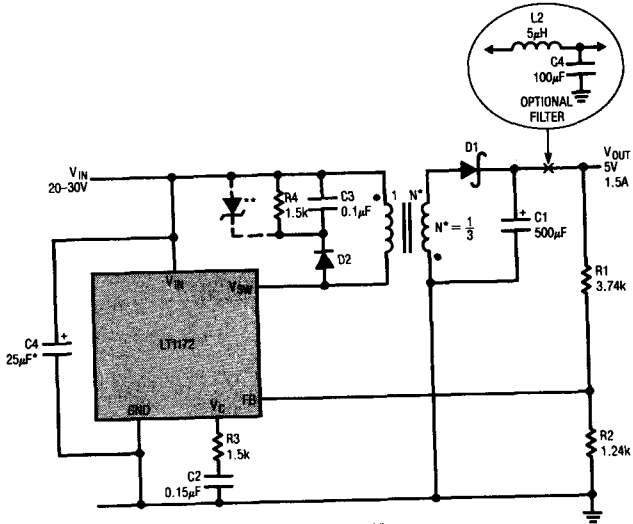 L2
5µH
C4
100µF
OPTIONAL
FILTER
D1
V_OUT
5V
1.5A
V_IN
20–30V
**
R4
1.5k
C3
0.1µF
1
N*
N* = 1/3
+
C1
500µF
D2
R1
3.74k
V_IN
V_SW
LT1172
C4
25µF*
+
GND
V_C
FB
R3
1.5k
R2
1.24k
C2
0.15µF